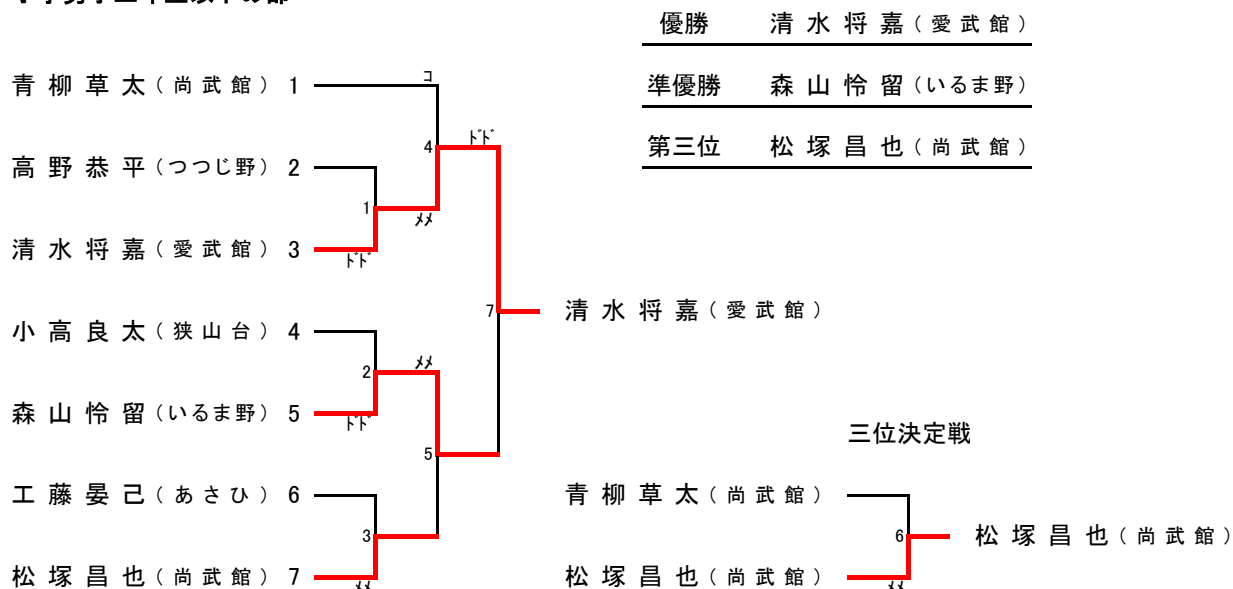 優勝 清水将嘉(愛武館)
準優勝 森山怜留(いるま野)
第三位 松塚昌也(尚武館)
青柳草太(尚武館) 1
コ
4
ドド
高野恭平(つつじ野) 2
1
メメ
清水将嘉(愛武館) 3
ドド
7
清水将嘉(愛武館)
小高良太(狭山台) 4
2
メメ
森山怜留(いるま野) 5
ドド
5
三位決定戦
工藤晏己(あさひ) 6
3
青柳草太(尚武館)
6
松塚昌也(尚武館)
松塚昌也(尚武館) 7
メメ
松塚昌也(尚武館)
メメ